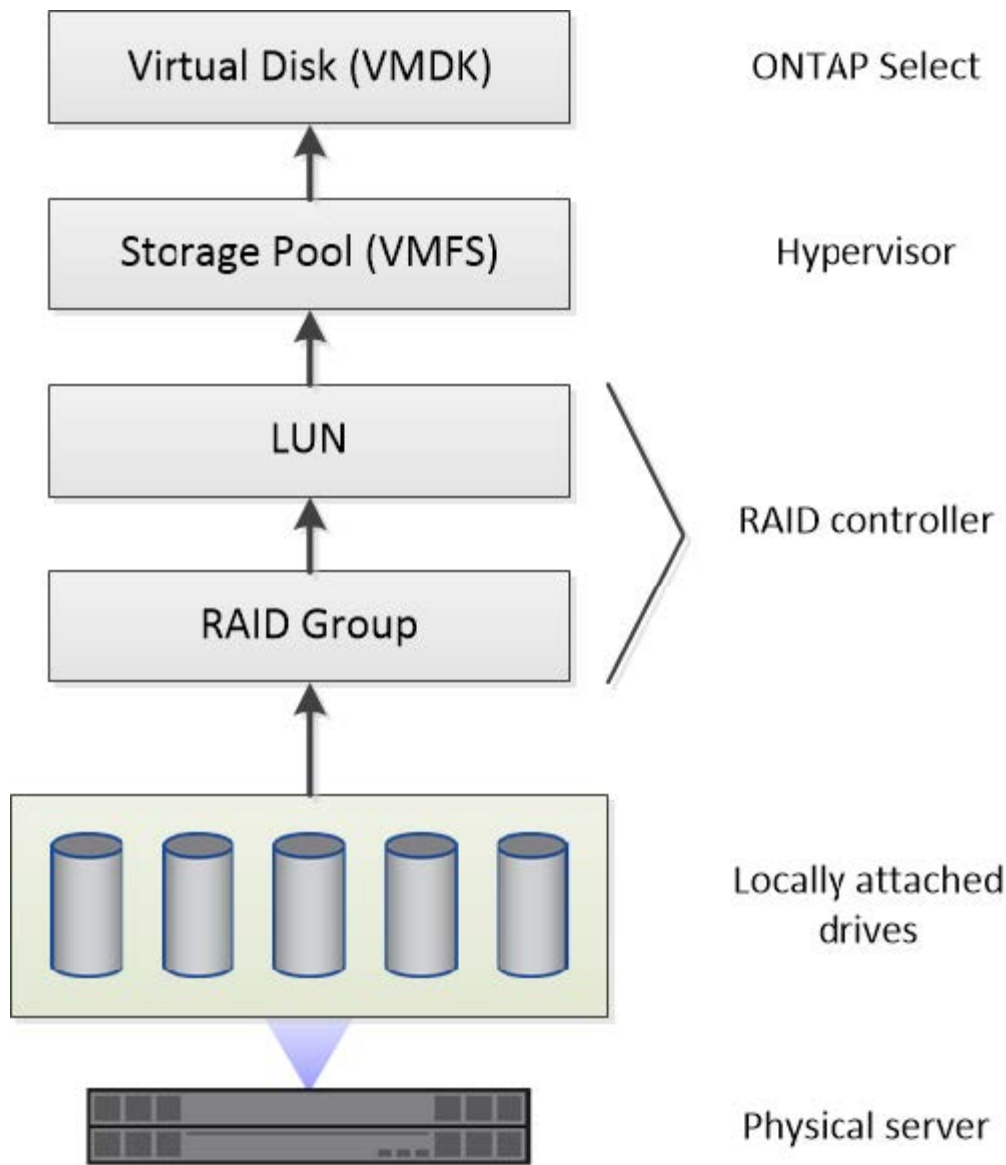 Virtual Disk (VMDK)
ONTAP Select
Storage Pool (VMFS)
Hypervisor
LUN
RAID controller
RAID Group
Locally attached
drives
Physical server